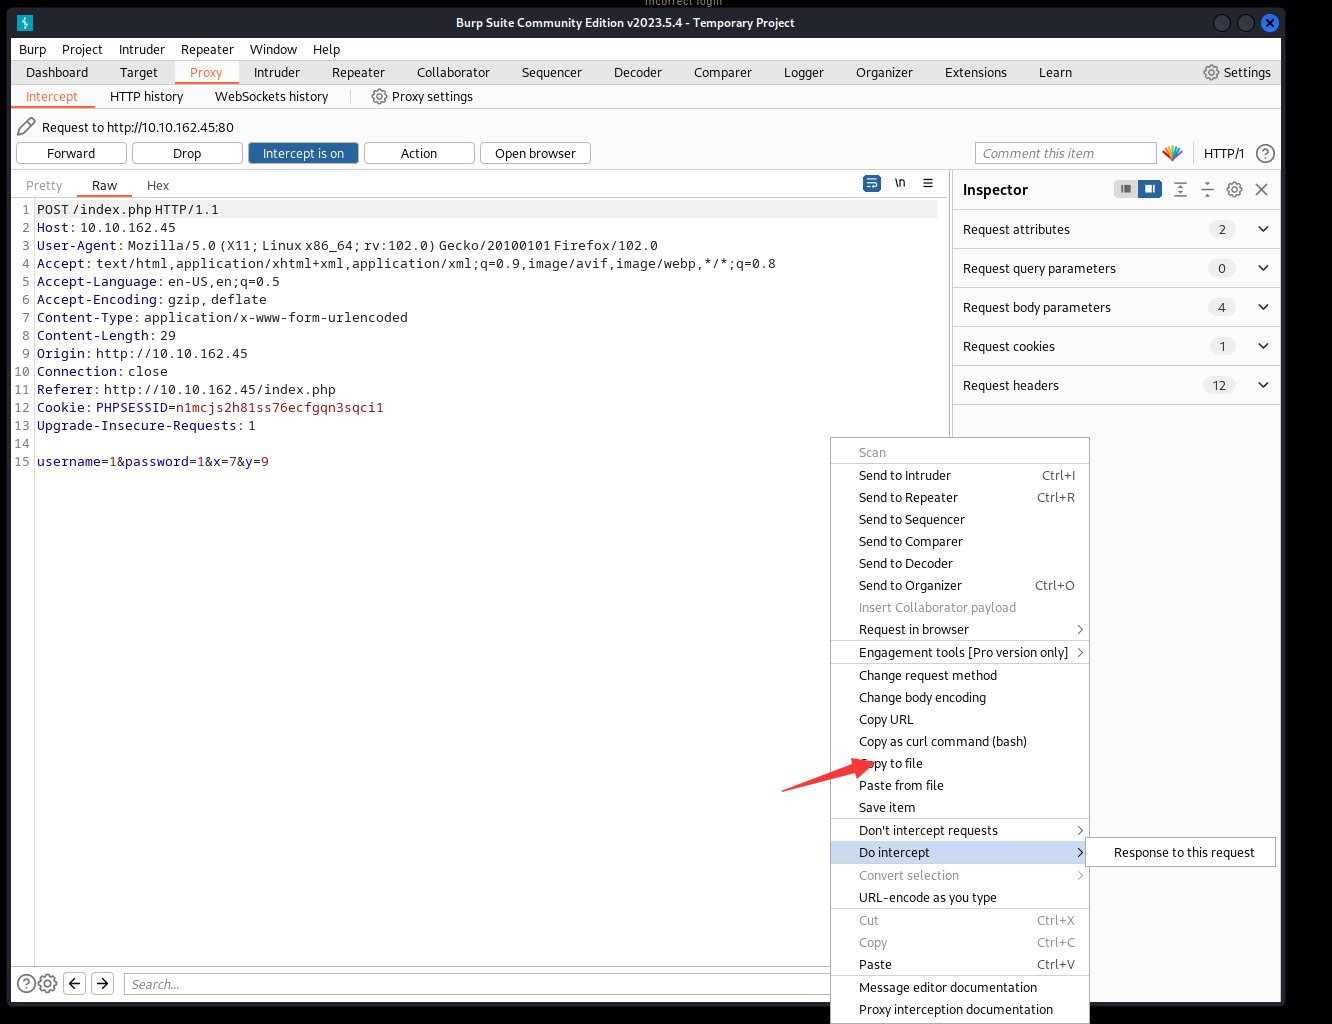 Incorrect login
Burp Suite Community Edition v2023.5.4 - Temporary Project
Burp Project Intruder Repeater Window Help
Dashboard Target Proxy Intruder Repeater Collaborator Sequencer Decoder Comparer Logger Organizer Extensions Learn Settings
Intercept HTTP history WebSockets history Proxy settings
Request to http://10.10.162.45:80
Forward Drop Intercept is on Action Open browser Comment this item HTTP/1 ?
Pretty Raw Hex \n
Inspector
1 POST /index.php HTTP/1.1
2 Host: 10.10.162.45
3 User-Agent: Mozilla/5.0 (X11; Linux x86_64; rv:102.0) Gecko/20100101 Firefox/102.0
4 Accept: text/html,application/xhtml+xml,application/xml;q=0.9,image/avif,image/webp,*/*;q=0.8
5 Accept-Language: en-US,en;q=0.5
6 Accept-Encoding: gzip, deflate
7 Content-Type: application/x-www-form-urlencoded
8 Content-Length: 29
9 Origin: http://10.10.162.45
10 Connection: close
11 Referer: http://10.10.162.45/index.php
12 Cookie: PHPSESSID=n1mcjs2h81ss76ecfgqn3sqci1
13 Upgrade-Insecure-Requests: 1
14
15 username=1&password=1&x=7&y=9
Request attributes 2
Request query parameters 0
Request body parameters 4
Request cookies 1
Request headers 12
Scan
Send to Intruder Ctrl+I
Send to Repeater Ctrl+R
Send to Sequencer
Send to Comparer
Send to Decoder
Send to Organizer Ctrl+O
Insert Collaborator payload
Request in browser
Engagement tools [Pro version only]
Change request method
Change body encoding
Copy URL
Copy as curl command (bash)
Copy to file
Paste from file
Save item
Don't intercept requests
Do intercept
Response to this request
Convert selection
URL-encode as you type
Cut Ctrl+X
Copy Ctrl+C
Paste Ctrl+V
Message editor documentation
Proxy interception documentation
? Search...